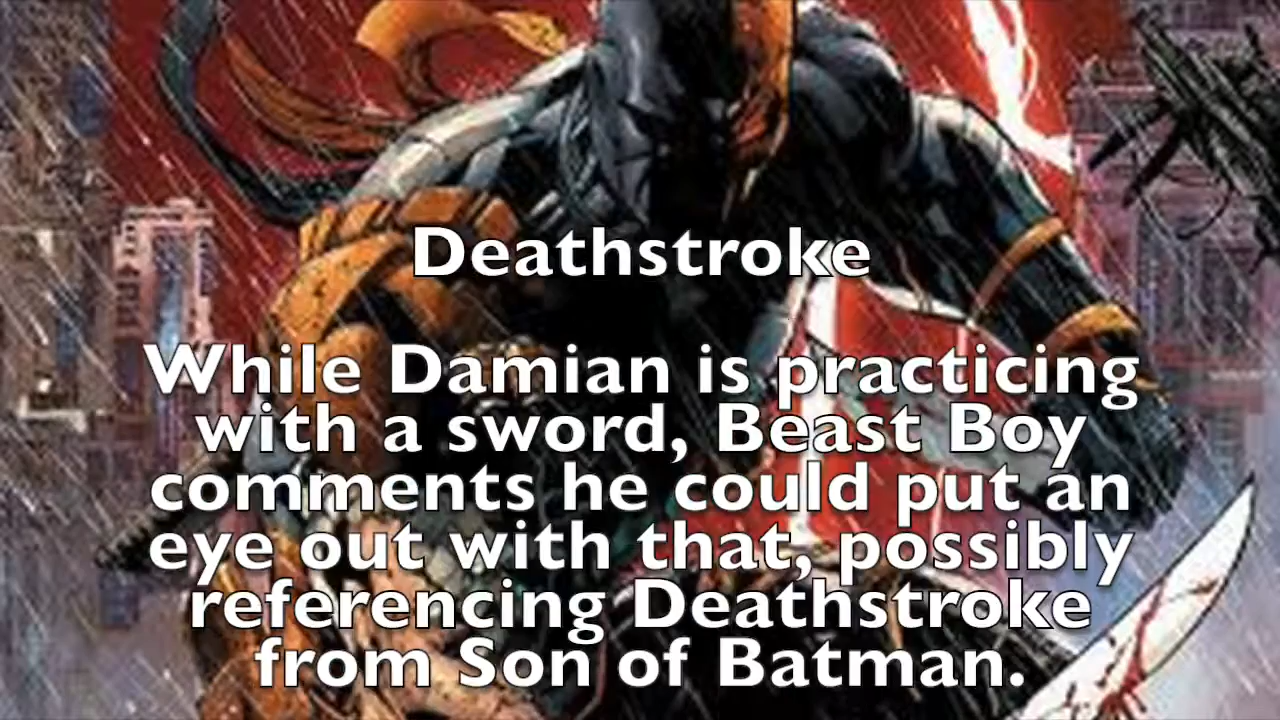 Deathstroke
While Damian is practicing
with a sword, Beast Boy
comments he could put an
eye out with that, possibly
referencing Deathstroke
from Son of Batman.